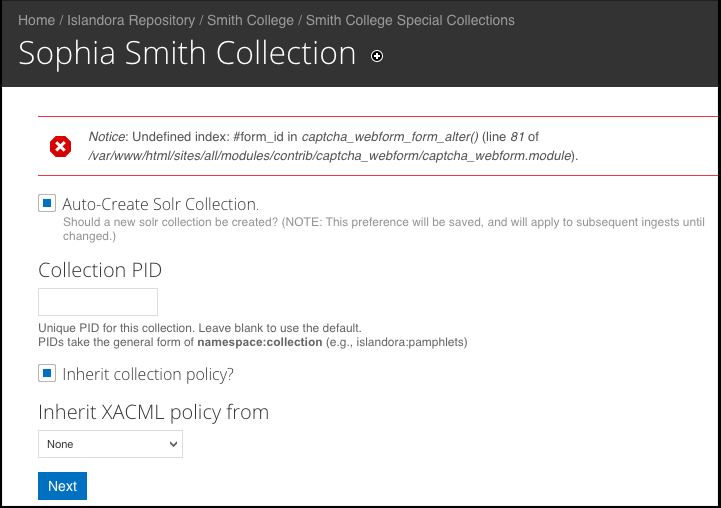 Home / Islandora Repository / Smith College / Smith College Special Collections
Sophia Smith Collection
Notice: Undefined index: #form_id in captcha_webform_form_alter() (line 81 of
/var/www/html/sites/all/modules/contrib/captcha_webform/captcha_webform.module).
Auto-Create Solr Collection.
Should a new solr collection be created? (NOTE: This preference will be saved, and will apply to subsequent ingests until
changed.)
Collection PID
Unique PID for this collection. Leave blank to use the default.
PIDs take the general form of namespace:collection (e.g., islandora:pamphlets)
Inherit collection policy?
Inherit XACML policy from
None
Next